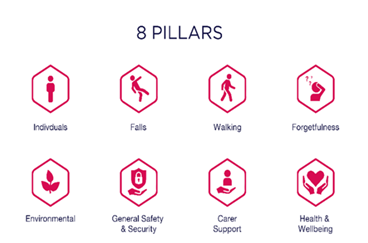 8 PILLARS
Indivduals
Falls
Walking
Forgetfulness
Environmental
General Safety
& Security
Carer
Support
Health &
Wellbeing